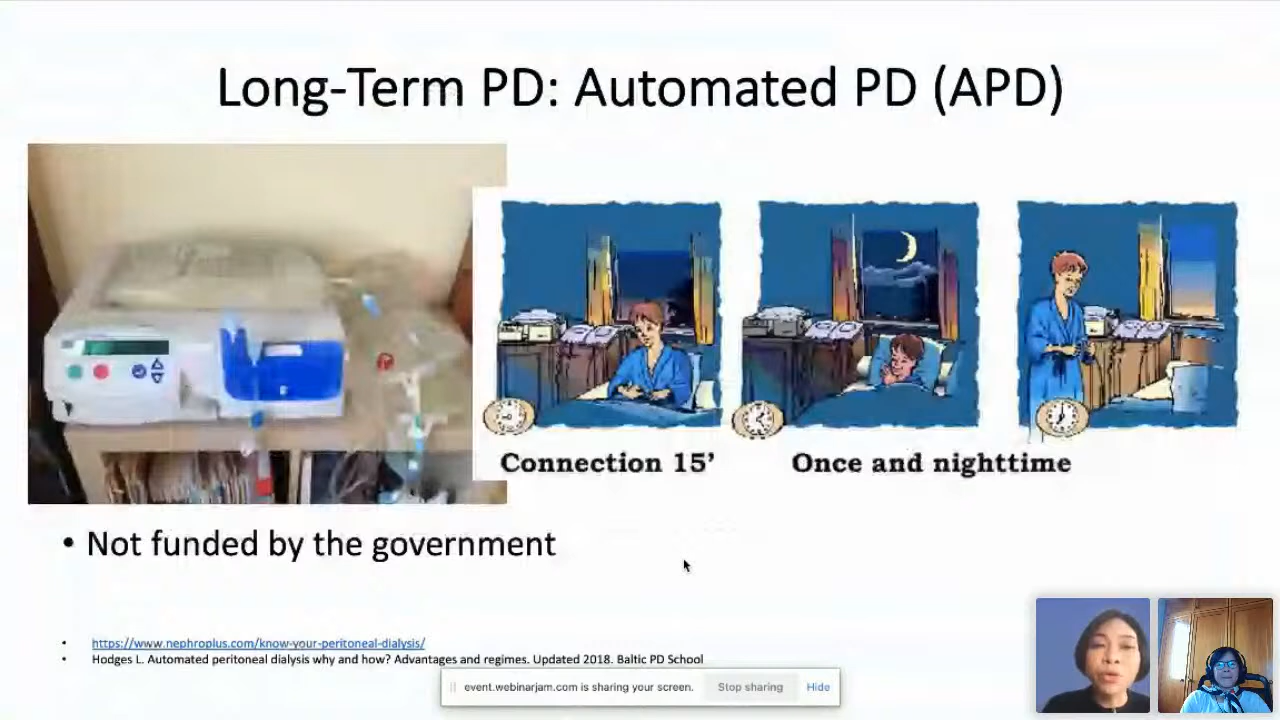 Long-Term PD: Automated PD (APD)
Connection 15’
Once and nighttime
• Not funded by the government
• https://www.nephroplus.com/know-your-peritoneal-dialysis/
• Hodges L. Automated peritoneal dialysis why and how? Advantages and regimes. Updated 2018. Baltic PD School
event.webinarjam.com is sharing your screen.
Stop sharing
Hide